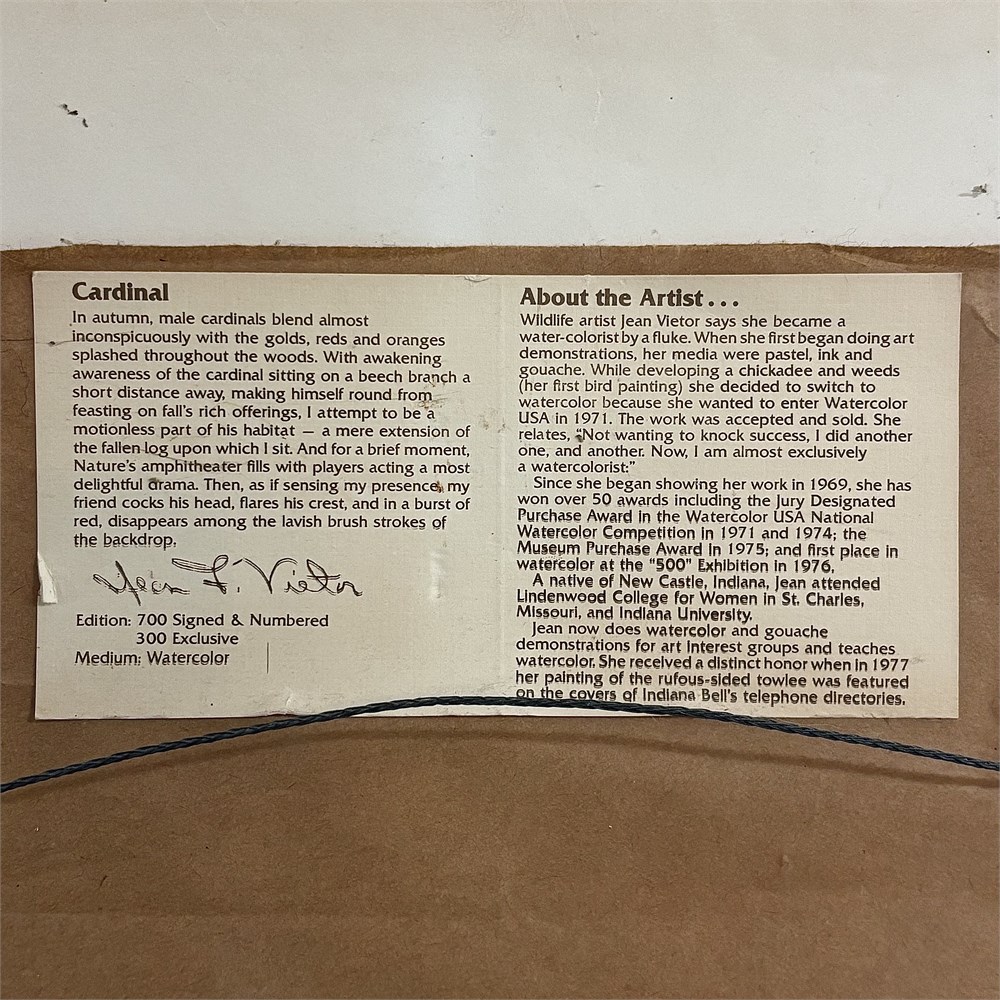 Cardinal
In autumn, male cardinals blend almost
inconspicuously with the golds, reds and oranges
splashed throughout the woods. With awakening
awareness of the cardinal sitting on a beech branch a
short distance away, making himself round from
feasting on fall's rich offerings, I attempt to be a
motionless part of his habitat — a mere extension of
the fallen log upon which I sit. And for a brief moment,
Nature's amphitheater fills with players acting a most
delightful drama. Then, as if sensing my presence, my
friend cocks his head, flares his crest, and in a burst of
red, disappears among the lavish brush strokes of
the backdrop.
Jean F. Vietor
Edition: 700 Signed & Numbered
300 Exclusive
Medium: Watercolor
About the Artist...
Wildlife artist Jean Vietor says she became a
water-colorist by a fluke. When she first began doing art
demonstrations, her media were pastel, ink and
gouache. While developing a chickadee and weeds
(her first bird painting) she decided to switch to
watercolor because she wanted to enter Watercolor
USA in 1971. The work was accepted and sold. She
relates, "Not wanting to knock success, I did another
one, and another. Now, I am almost exclusively
a watercolorist:"
Since she began showing her work in 1969, she has
won over 50 awards including the Jury Designated
Purchase Award in the Watercolor USA National
Watercolor Competition in 1971 and 1974; the
Museum Purchase Award in 1975; and first place in
watercolor at the "500" Exhibition in 1976.
A native of New Castle, Indiana, Jean attended
Lindenwood College for Women in St. Charles,
Missouri, and Indiana University.
Jean now does watercolor and gouache
demonstrations for art interest groups and teaches
watercolor. She received a distinct honor when in 1977
her painting of the rufous-sided towlee was featured
on the covers of Indiana Bell's telephone directories.